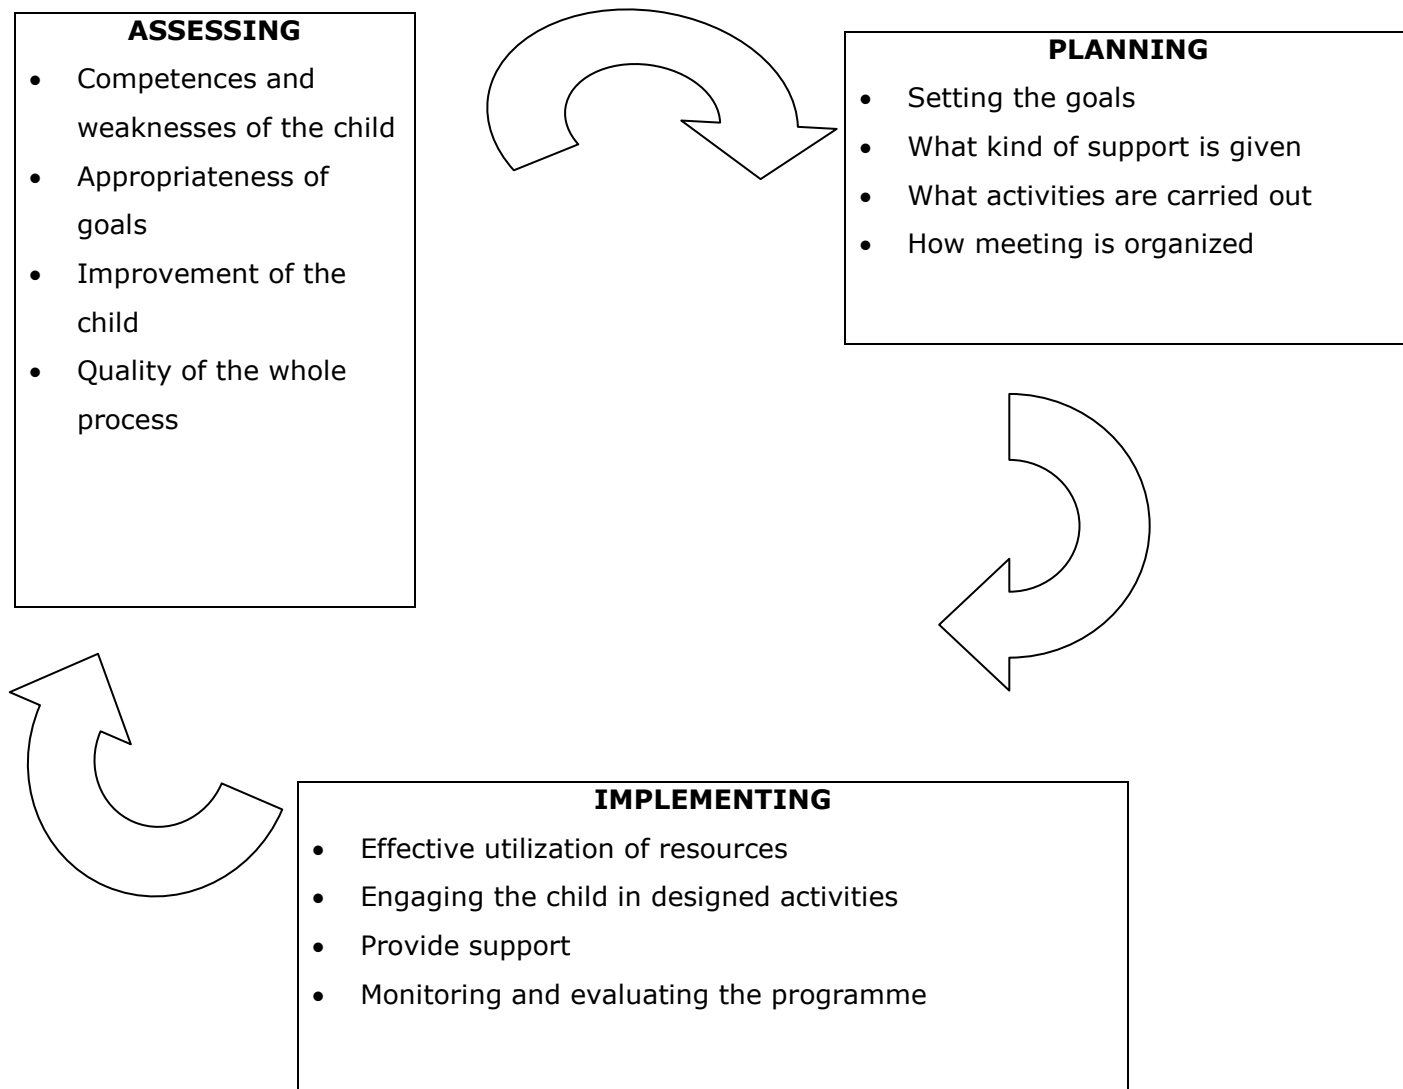 ASSESSING
• Competences and
weaknesses of the child
• Appropriateness of
goals
• Improvement of the
child
• Quality of the whole
process
PLANNING
• Setting the goals
• What kind of support is given
• What activities are carried out
• How meeting is organized
IMPLEMENTING
• Effective utilization of resources
• Engaging the child in designed activities
• Provide support
• Monitoring and evaluating the programme